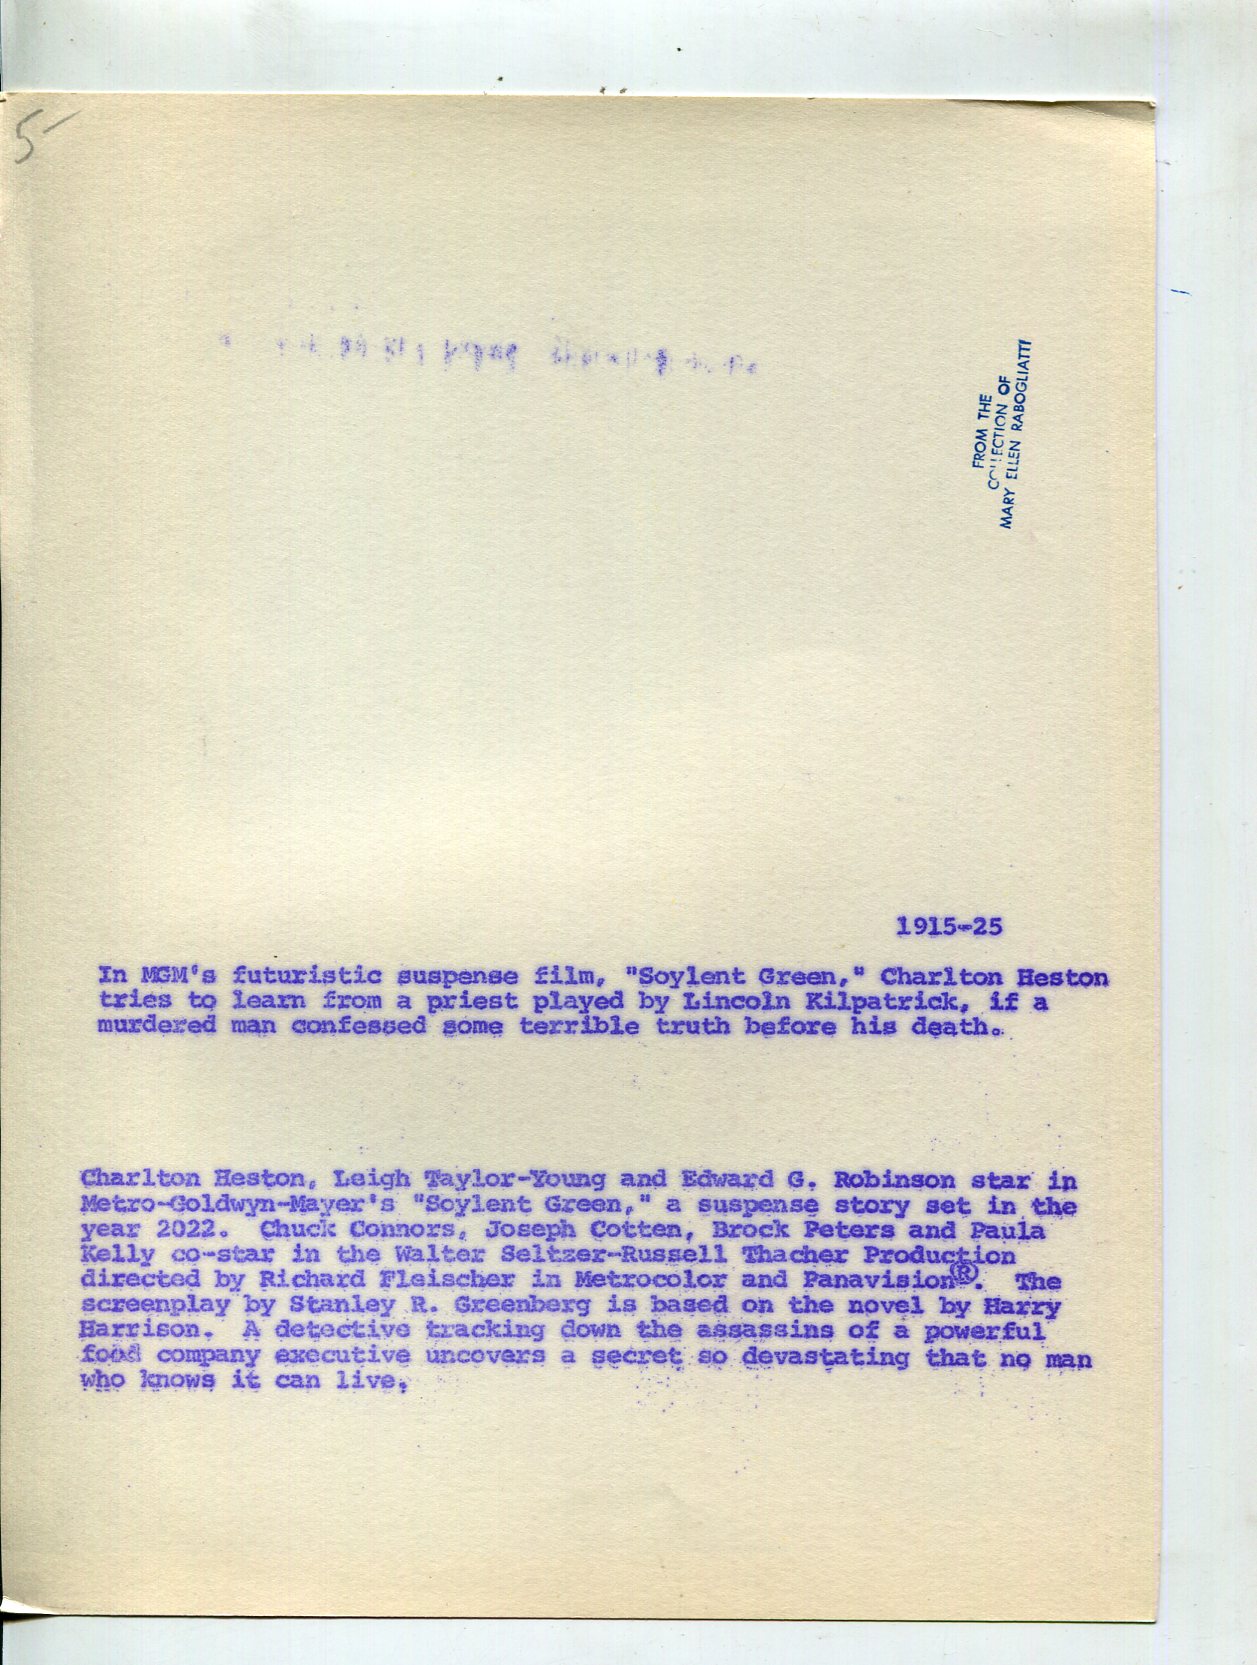 5-
FROM THE
COLLECTION OF
MARY ELLEN RABOGLIATTI
1915-25
In MGM's futuristic suspense film, "Soylent Green," Charlton Heston
tries to learn from a priest played by Lincoln Kilpatrick, if a
murdered man confessed some terrible truth before his death.
Charlton Heston, Leigh Taylor-Young and Edward G. Robinson star in
Metro-Goldwyn-Mayer's "Soylent Green," a suspense story set in the
year 2022. Chuck Connors, Joseph Cotten, Brock Peters and Paula
Kelly co-star in the Walter Seltzer-Russell Thacher Production
directed by Richard Fleischer in Metrocolor and Panavision®. The
screenplay by Stanley R. Greenberg is based on the novel by Harry
Harrison. A detective tracking down the assassins of a powerful
food company executive uncovers a secret so devastating that no man
who knows it can live.